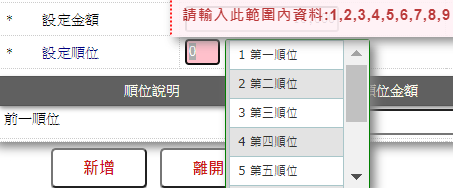 * 設定金額
請輸入此範圍內資料:1,2,3,4,5,6,7,8,9
* 設定順位 0
1 第一順位
2 第二順位
3 第三順位
4 第四順位
5 第五順位
順位說明
順位金額
前一順位
新增
離開